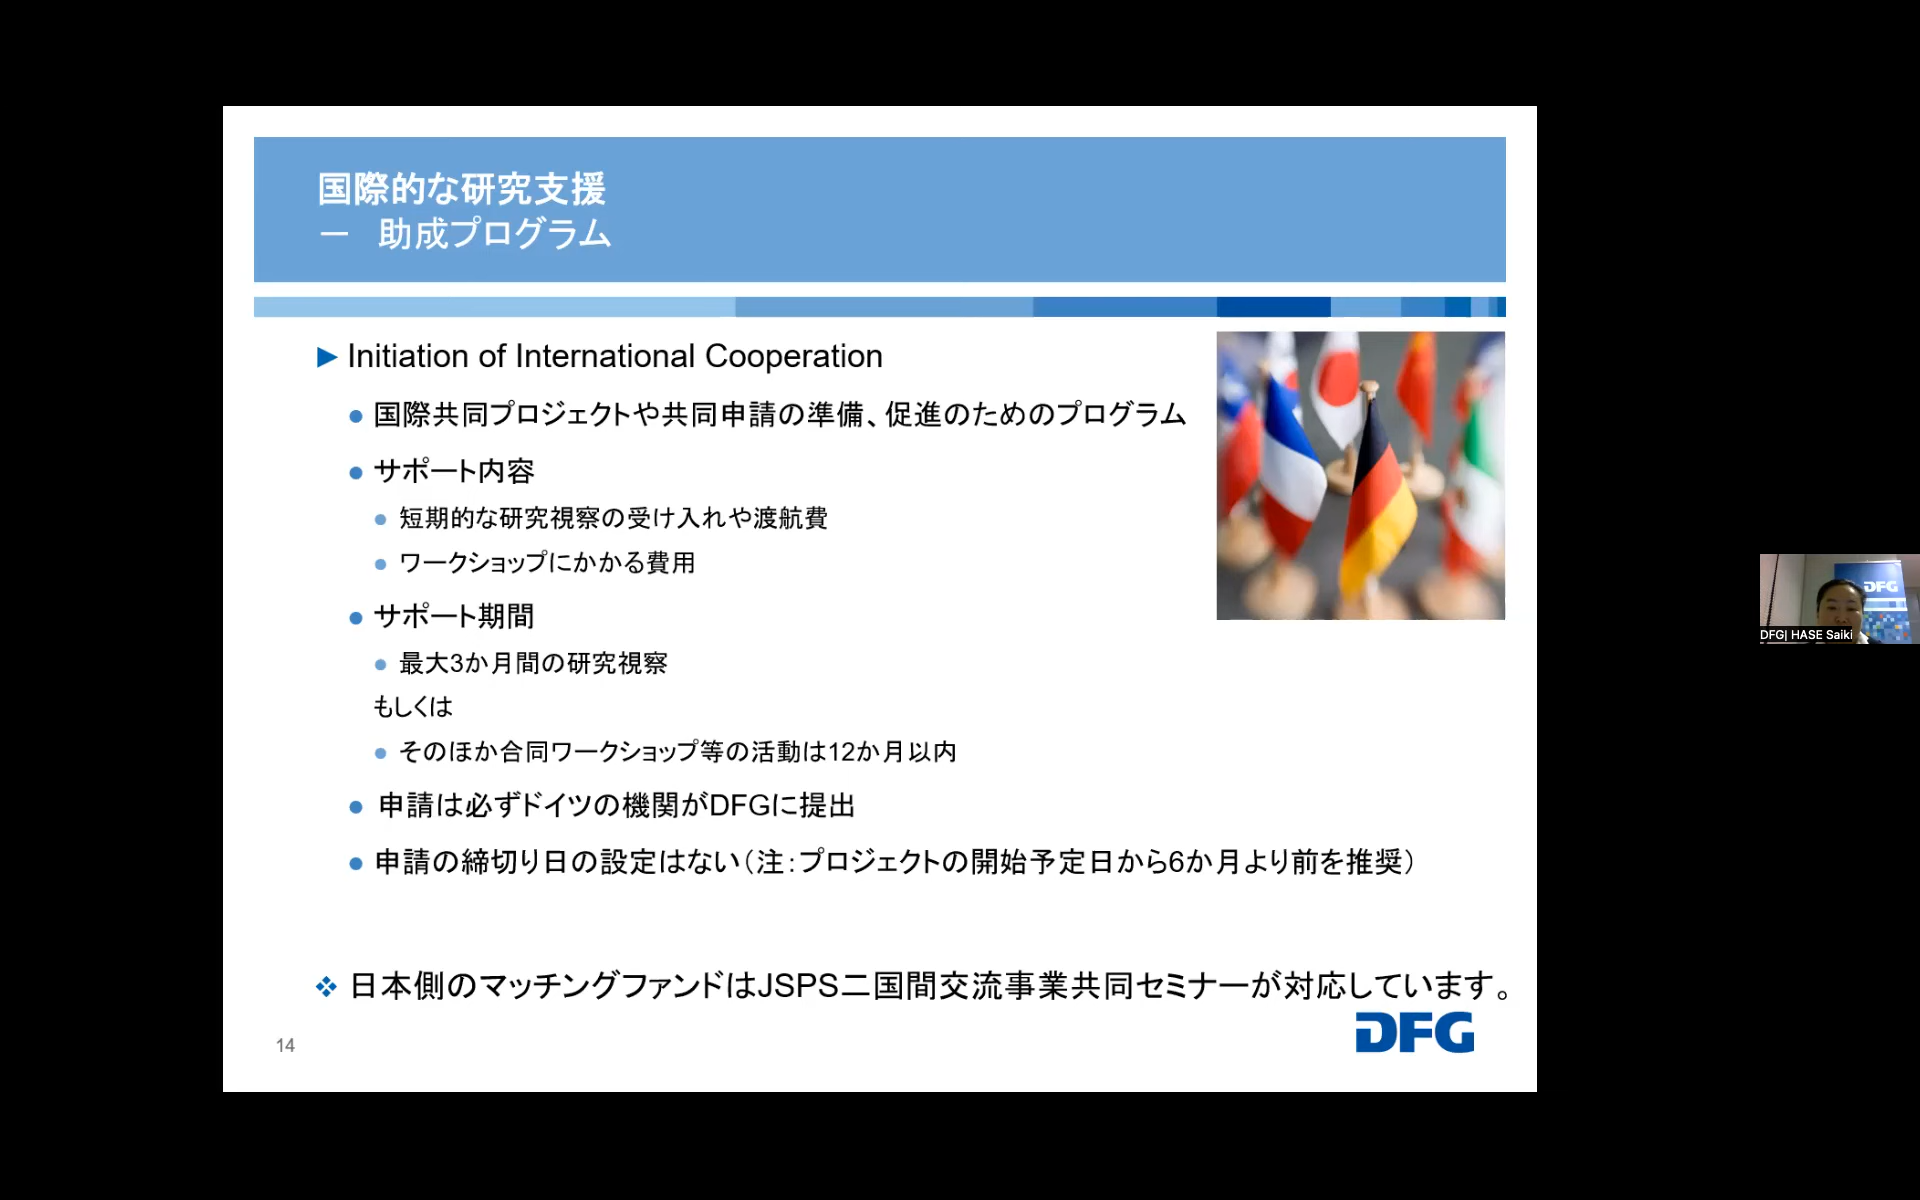 国際的な研究支援
－　助成プログラム
Initiation of International Cooperation
国際共同プロジェクトや共同申請の準備、促進のためのプログラム
サポート内容
短期的な研究視察の受け入れや渡航費
ワークショップにかかる費用
サポート期間
最大3か月間の研究視察
もしくは
そのほか合同ワークショップ等の活動は12か月以内
申請は必ずドイツの機関がDFGに提出
申請の締切り日の設定はない（注：プロジェクトの開始予定日から6か月より前を推奨）
日本側のマッチングファンドはJSPS二国間交流事業共同セミナーが対応しています。
14
DFG
DFG
DFG| HASE Saiki